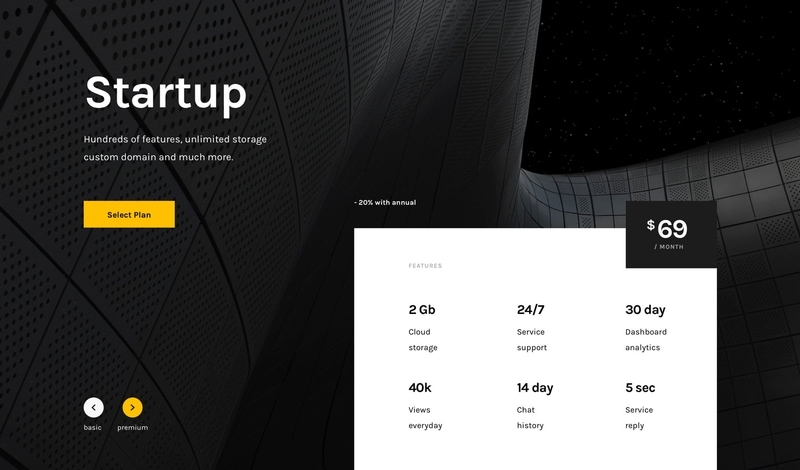 Startup
Hundreds of features, unlimited storage
custom domain and much more.
Select Plan
- 20% with annual
$69
/ MONTH
FEATURES
2 Gb
Cloud
storage
24/7
Service
support
30 day
Dashboard
analytics
40k
Views
everyday
14 day
Chat
history
5 sec
Service
reply
basic
premium